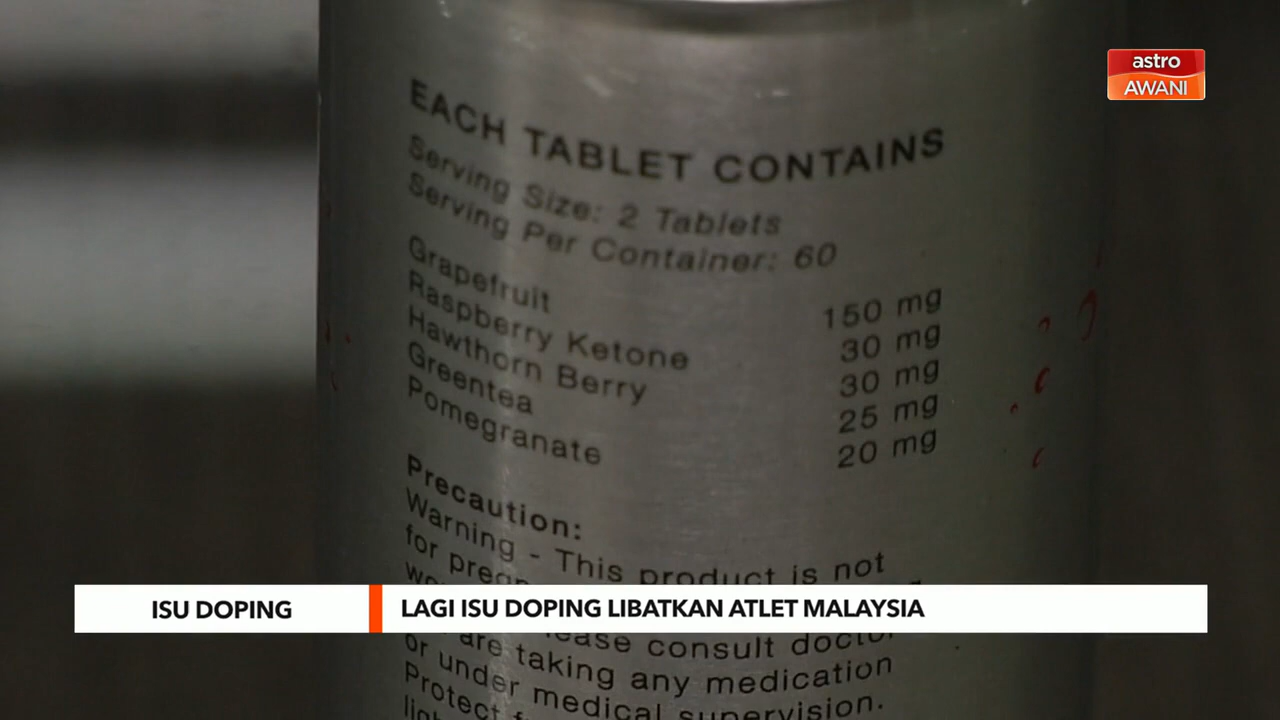 astro
AWANI
EACH TABLET CONTAINS
Serving Size: 2 Tablets
Serving Per Container: 60
Grapefruit 150 mg
Raspberry Ketone 30 mg
Hawthorn Berry 30 mg
Greentea 25 mg
Pomegranate 20 mg
Precaution:
Warning - This product is not
for
ISU DOPING
LAGI ISU DOPING LIBATKAN ATLET MALAYSIA
consult
are taking any medication
or under medical supervision.
Protect